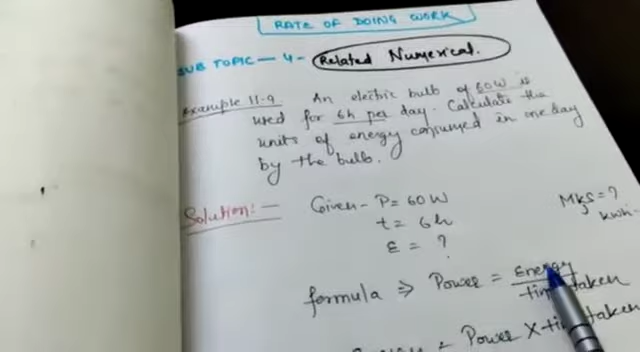 RATE OF DOING WORK
SUB TOPIC — 4 - Related Numerical.
Example 11.9 An electric bulb of 60W is
used for 6h per day. Calculate the
units of energy consumed in one day
by the bulb.
Solution:- Given - P = 60 W
t = 6h
E = ?
MKS = ?
kwh -
formula ⇒ Power = Energy
time taken
Power X time taken